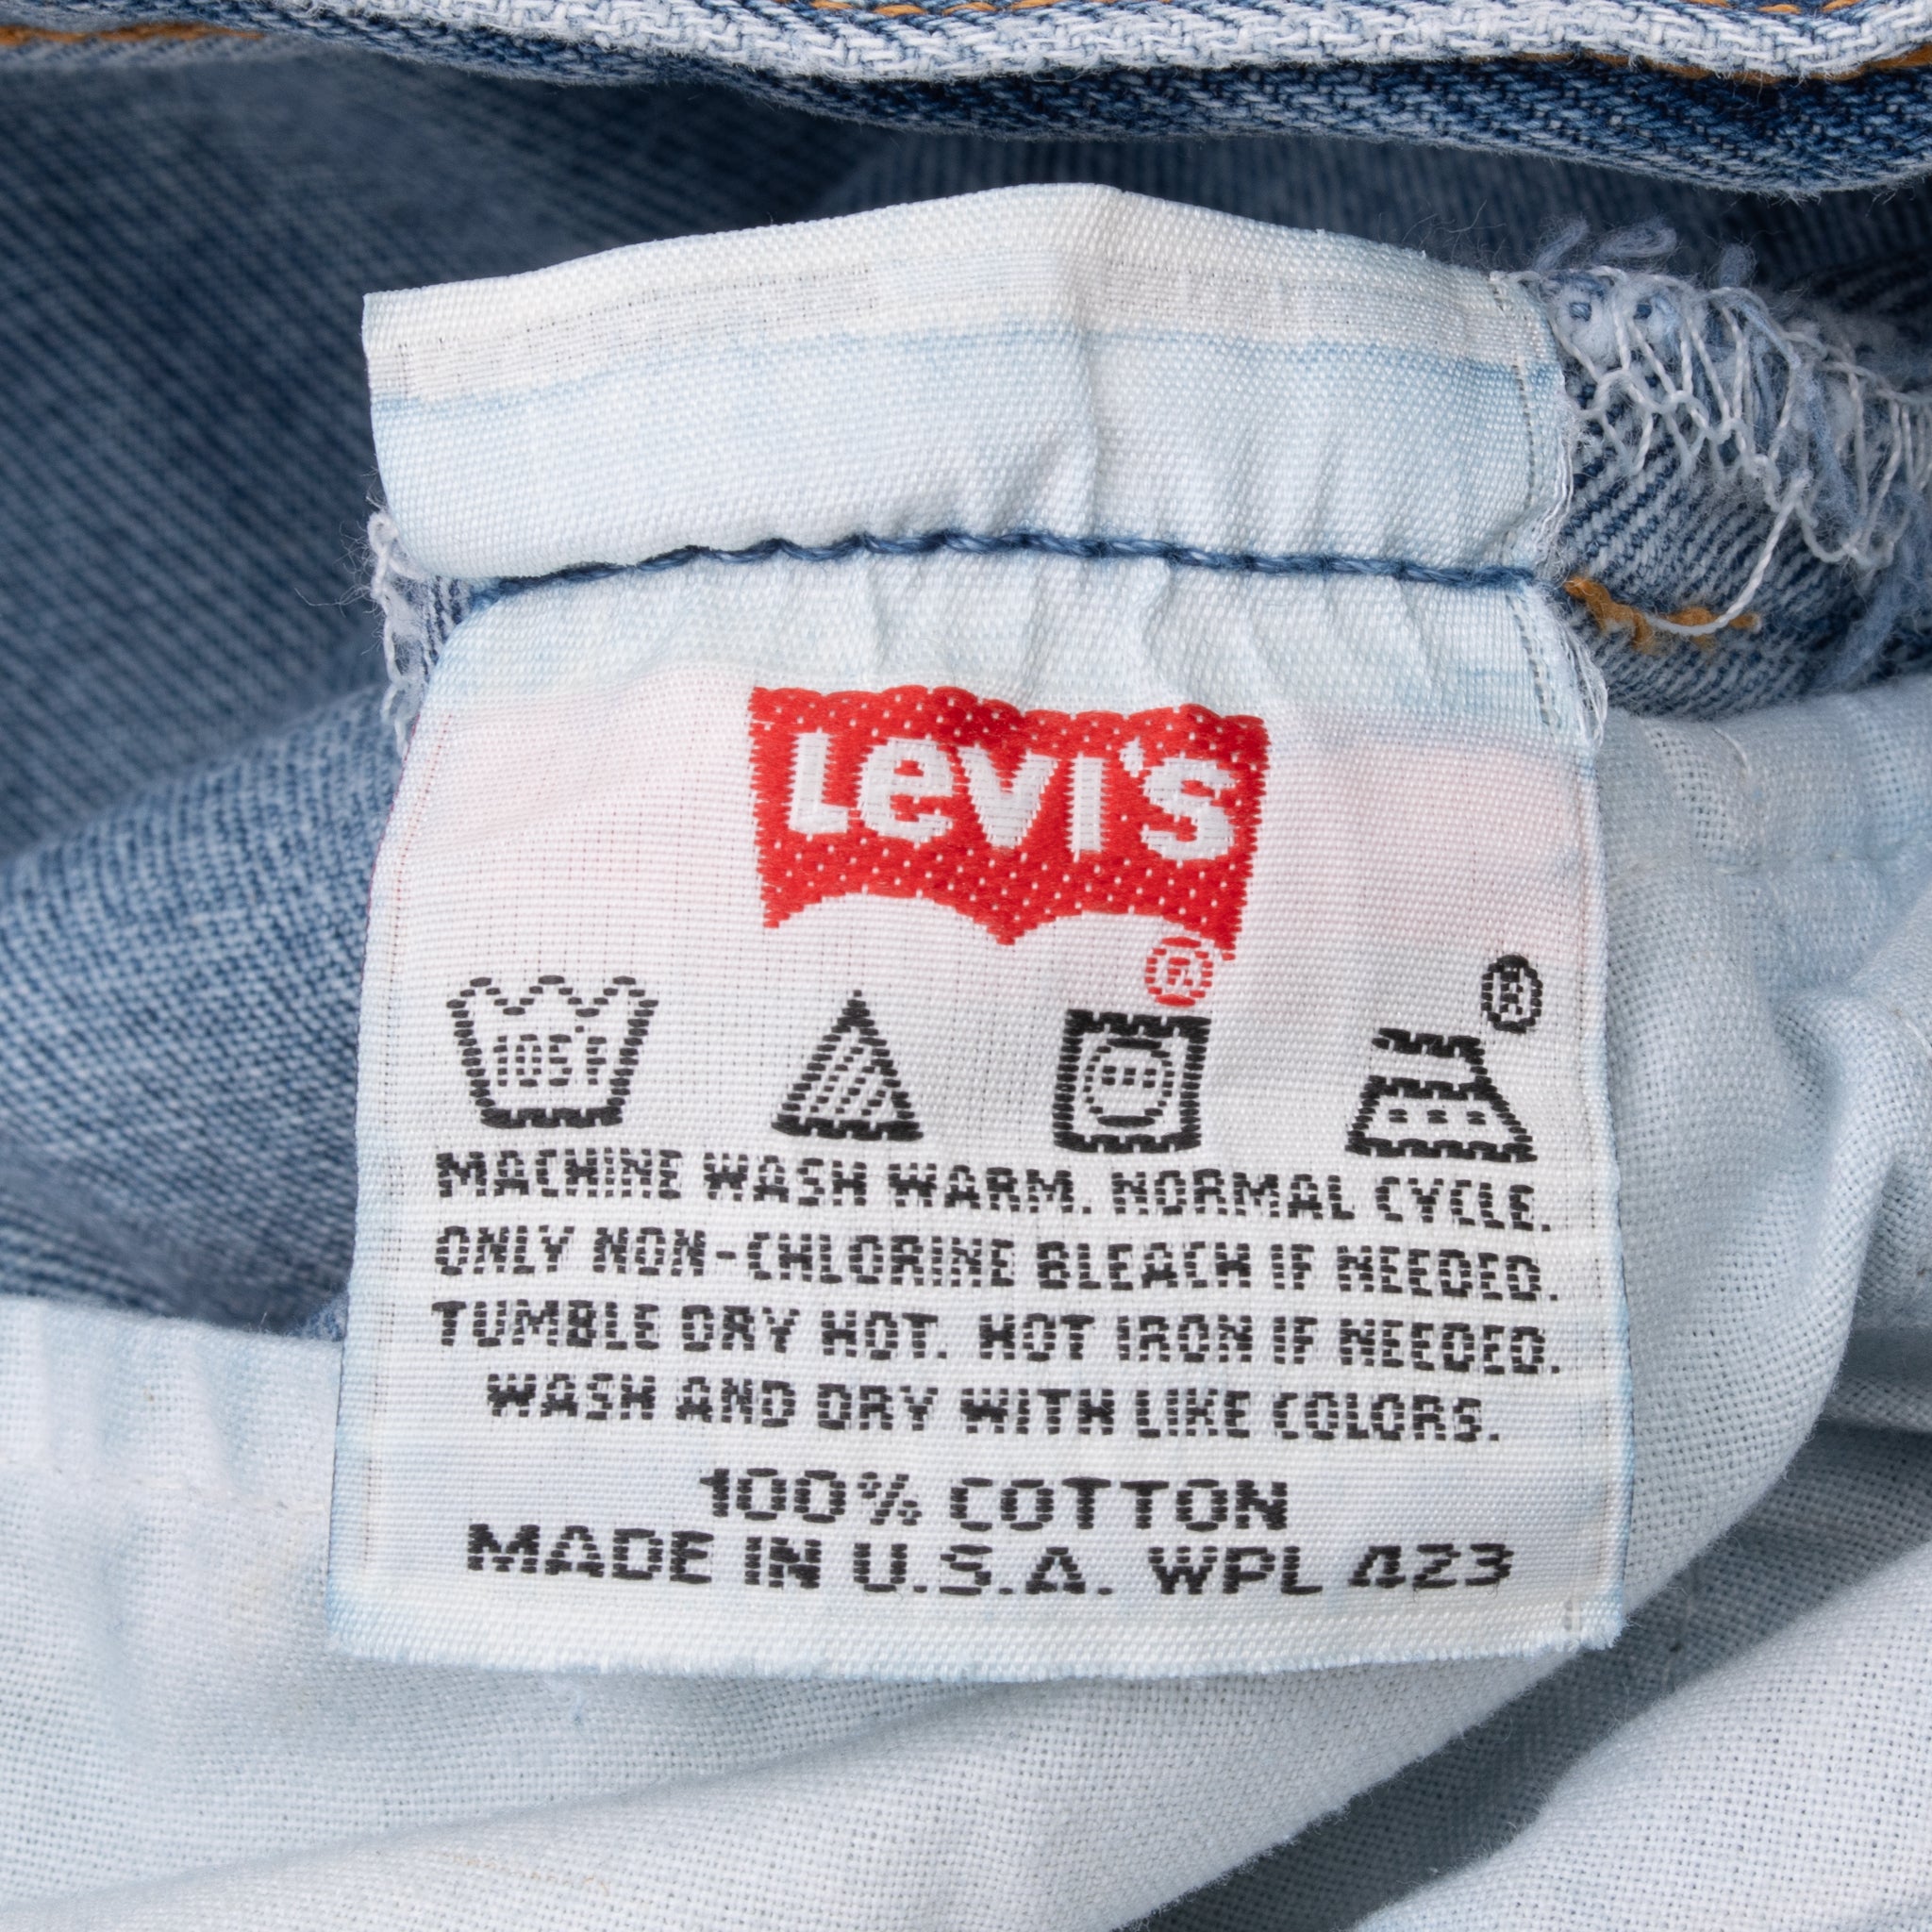 LEVI'S
®
®
105°F
MACHINE WASH WARM. NORMAL CYCLE.
ONLY NON-CHLORINE BLEACH IF NEEDED.
TUMBLE DRY HOT. HOT IRON IF NEEDED.
WASH AND DRY WITH LIKE COLORS.
100% COTTON
MADE IN U.S.A. WPL 423